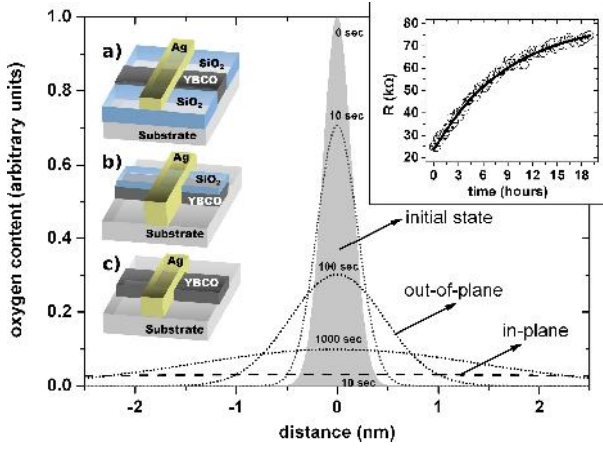 oxygen content (arbitrary units)
1.0
0.8
0.6
0.4
0.2
0.0
-2
-1
0
1
2
distance (nm)
a)
Ag
SiO2
YBCO
SiO2
Substrate
b)
Ag
SiO2
YBCO
Substrate
c)
Ag
YBCO
Substrate
0 sec
10 sec
100 sec
1000 sec
10 sec
initial state
out-of-plane
in-plane
R (kΩ)
80
70
60
50
40
30
20
0 3 6 9 12 15 18
time (hours)